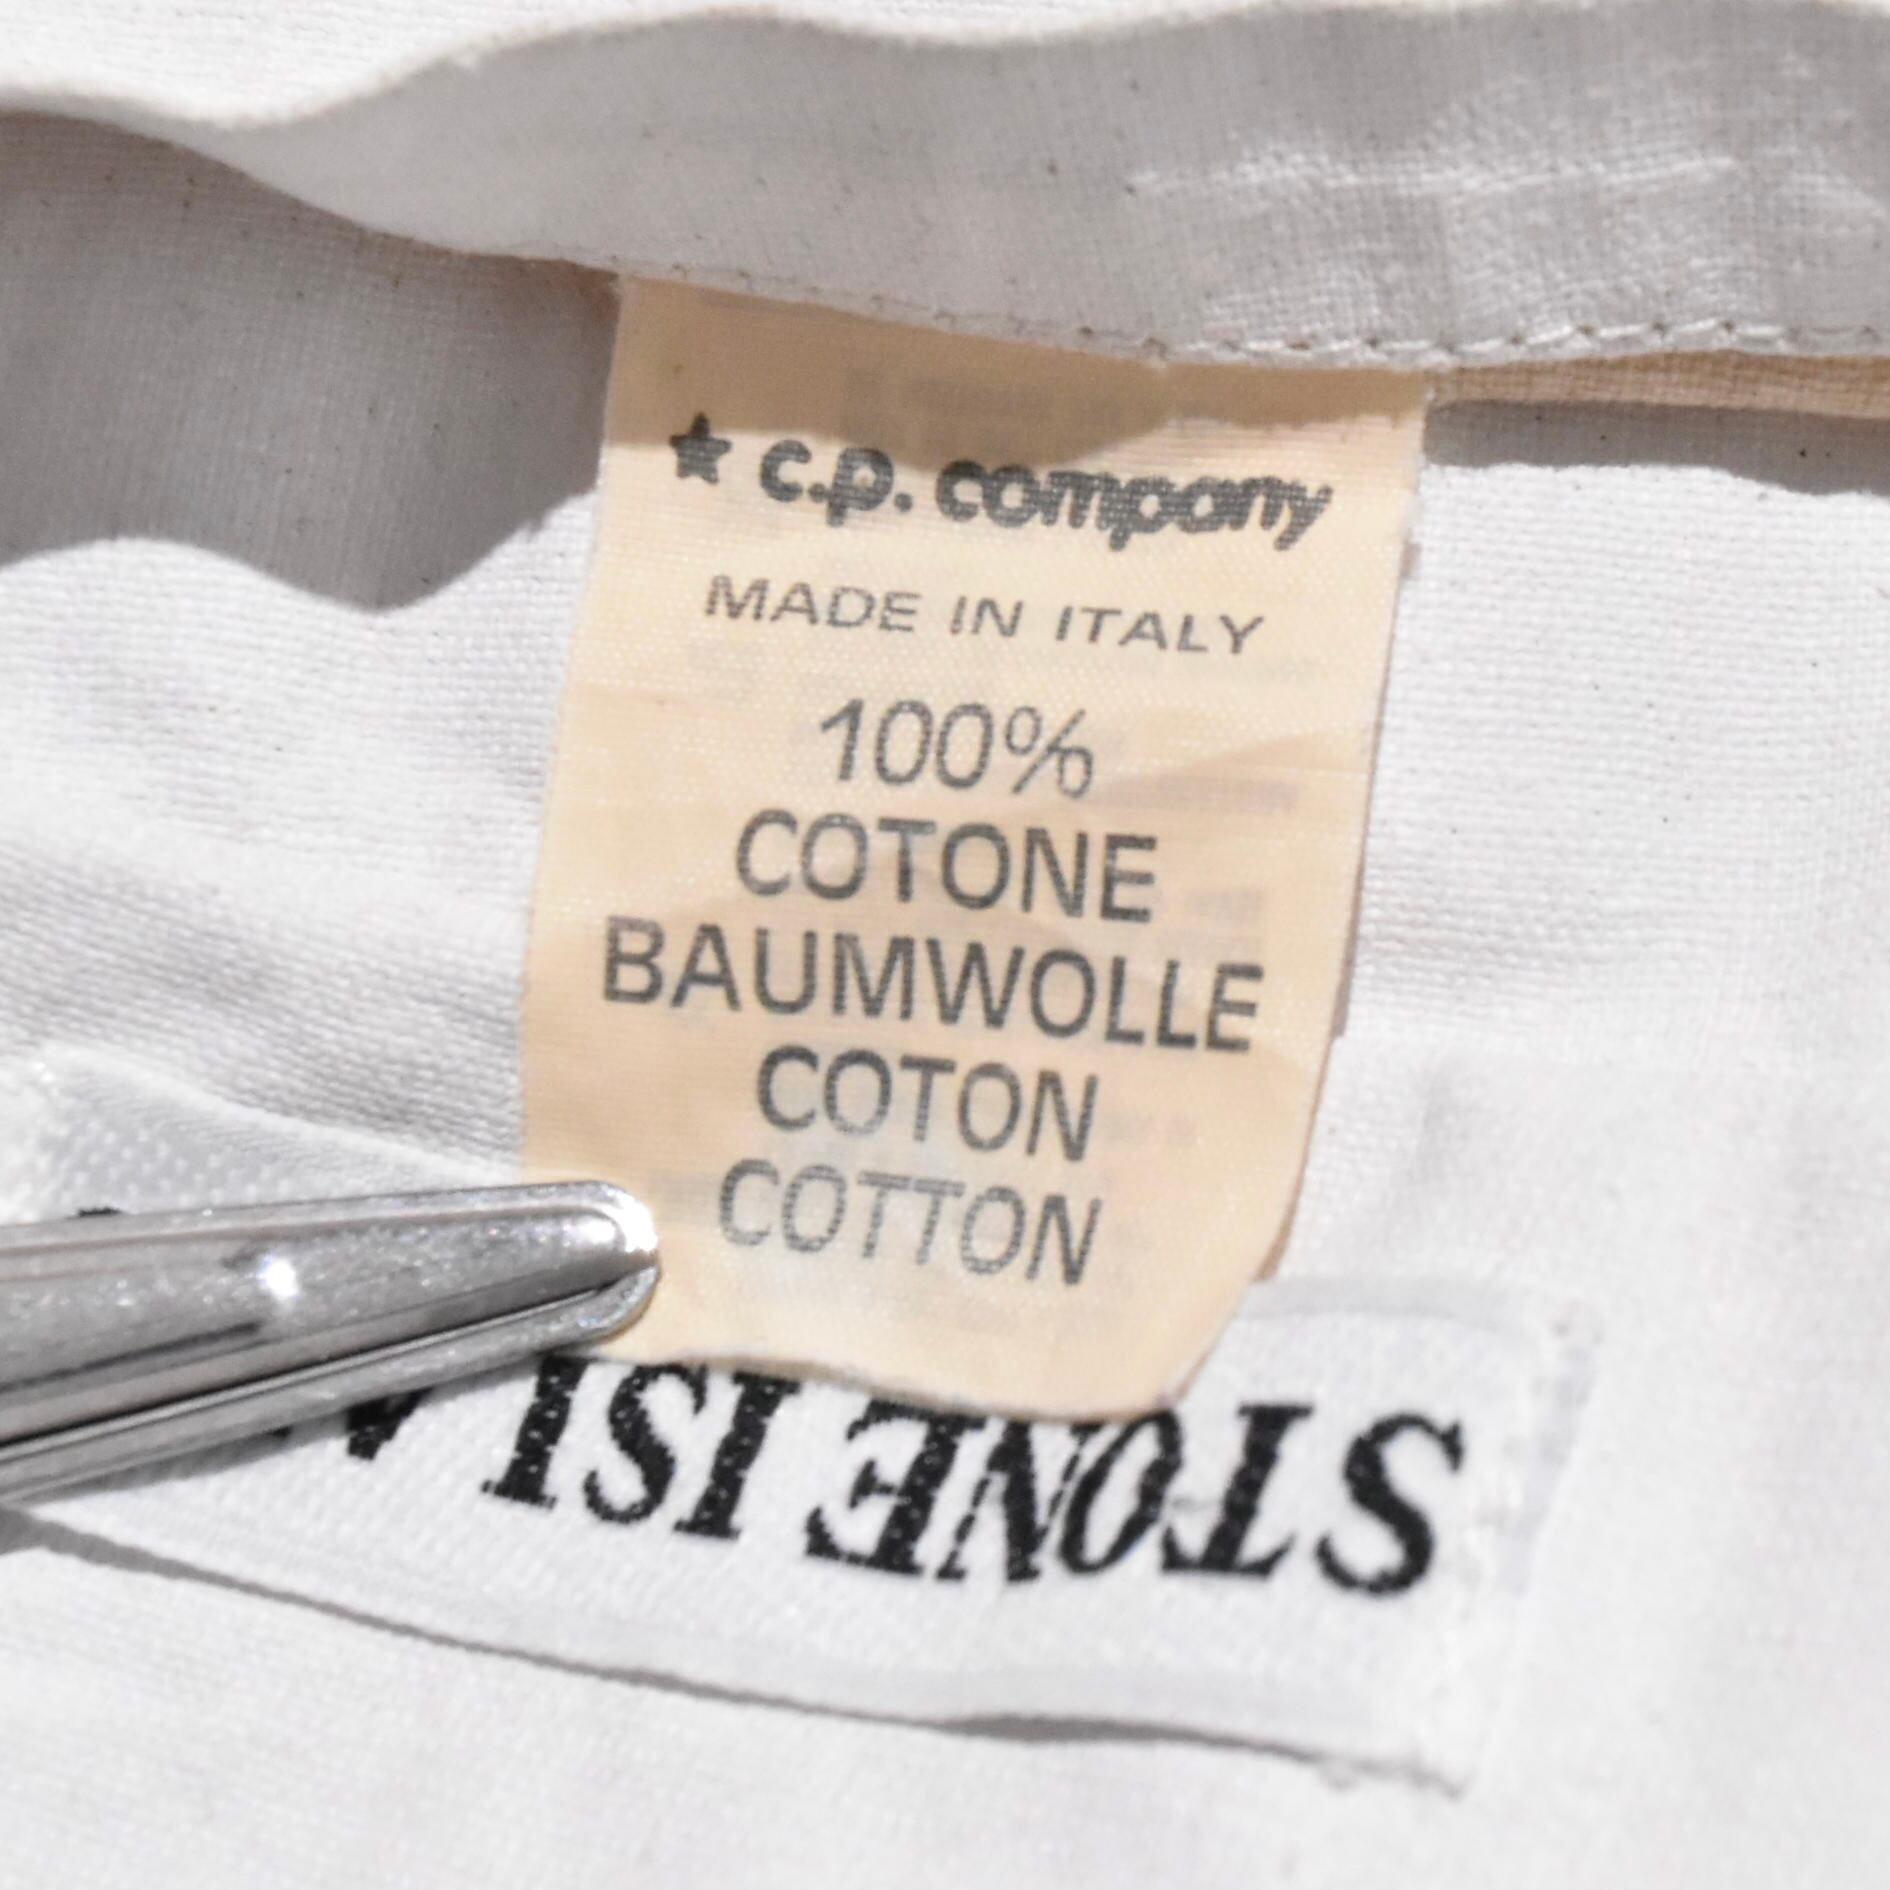 ★ c.p. company
MADE IN ITALY
100%
COTONE
BAUMWOLLE
COTON
COTTON
STONE ISL